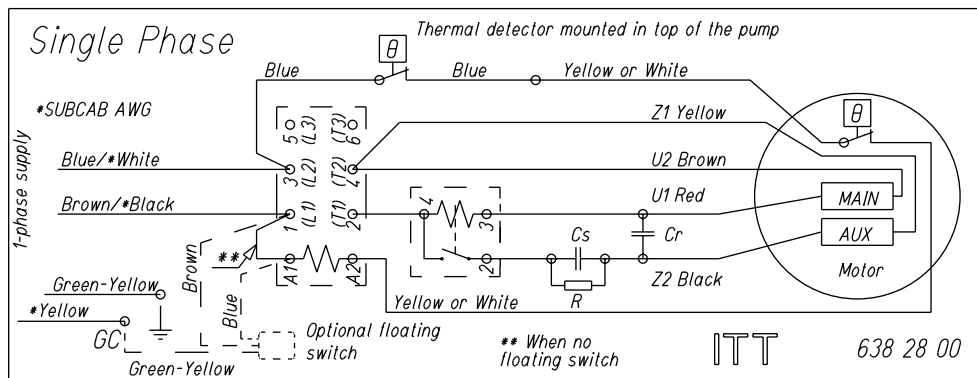 Single Phase
Thermal detector mounted in top of the pump
θ
Blue
Blue
Yellow or White
*SUBCAB AWG
1-phase supply
5 (L3) (T3) 6
Z1 Yellow
θ
Blue/*White
3 (L2) (T2) 4
U2 Brown
Brown/*Black
1 (L1) (T1) 2
4
3
U1 Red
MAIN
**
Cs
Cr
AUX
Brown
A1
A2
2
R
Z2 Black
Motor
Green-Yellow
Blue
Yellow or White
*Yellow
GC
Optional floating
switch
Green-Yellow
** When no
floating switch
ITT
638 28 00